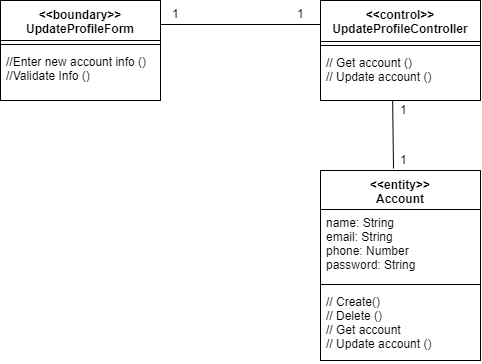 <<boundary>>
UpdateProfileForm
//Enter new account info ()
//Validate Info ()
1
1
<<control>>
UpdateProfileController
// Get account ()
// Update account ()
1
1
<<entity>>
Account
name: String
email: String
phone: Number
password: String
// Create()
// Delete ()
// Get account
// Update account ()